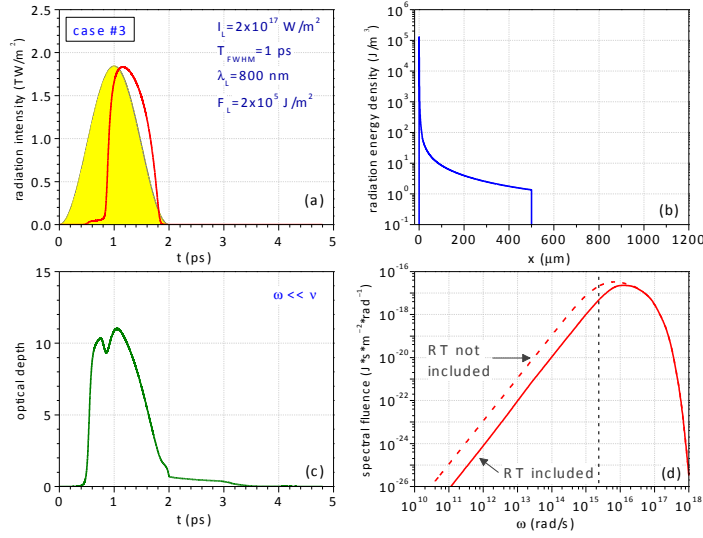 case #3
I_L=2x10^17 W/m^2
T_FWHM=1 ps
λ_L=800 nm
F_L=2x10^5 J/m^2
(a)
radiation intensity (TW/m^2)
2.5
2.0
1.5
1.0
0.5
0.0
0 1 2 3 4 5
t (ps)
radiation energy density (J/m^3)
10^6
10^5
10^4
10^3
10^2
10^1
10^0
10^-1
(b)
0 200 400 600 800 1000 1200
x (μm)
optical depth
15
10
5
0
ω << ν
(c)
0 1 2 3 4 5
t (ps)
spectral fluence (J*s*m^-2*rad^-1)
10^-16
10^-18
10^-20
10^-22
10^-24
10^-26
RT not
included
RT included
(d)
10^10 10^11 10^12 10^13 10^14 10^15 10^16 10^17 10^18
ω (rad/s)